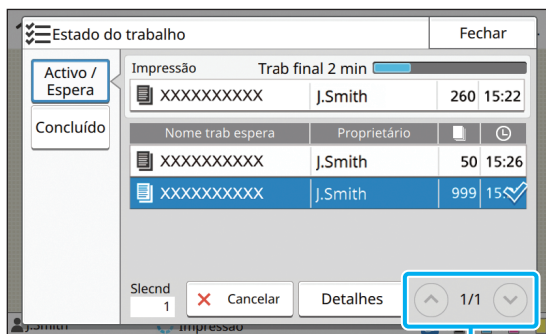 Estado do trabalho
Fechar
Activo /
Espera
Concluído
Impressão Trab final 2 min
XXXXXXXXXX J.Smith 260 15:22
Nome trab espera Proprietário
XXXXXXXXXX J.Smith 50 15:26
XXXXXXXXXX J.Smith 999
Slecnd
1
Cancelar
Detalhes
1/1
J.Smith
Impressão